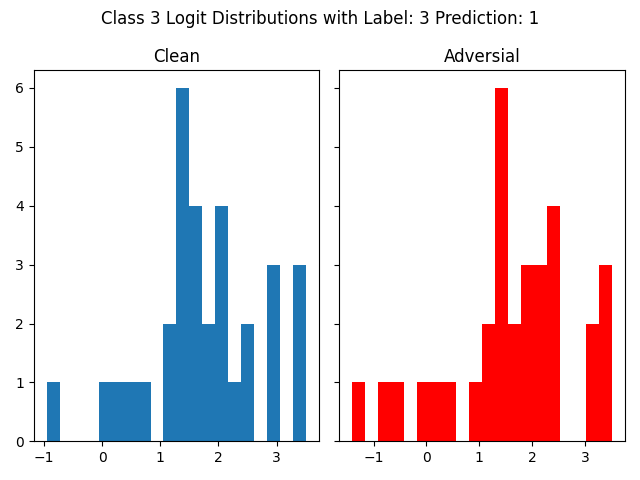 Class 3 Logit Distributions with Label: 3 Prediction: 1
Clean
Adversial
6
5
4
3
2
1
0
−1 0 1 2 3
−1 0 1 2 3